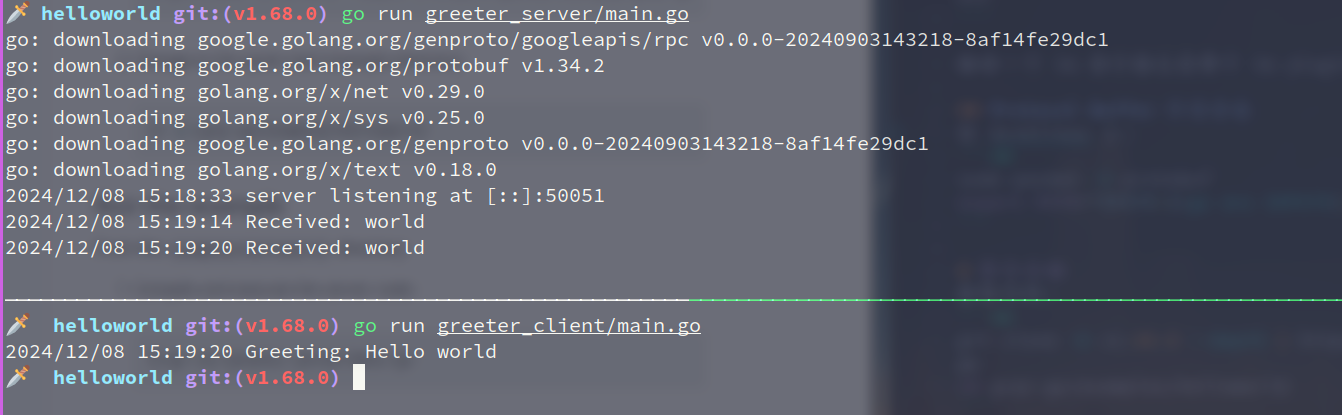 helloworld git:(v1.68.0) go run greeter_server/main.go
go: downloading google.golang.org/genproto/googleapis/rpc v0.0.0-20240903143218-8af14fe29dc1
go: downloading google.golang.org/protobuf v1.34.2
go: downloading golang.org/x/net v0.29.0
go: downloading golang.org/x/sys v0.25.0
go: downloading google.golang.org/genproto v0.0.0-20240903143218-8af14fe29dc1
go: downloading golang.org/x/text v0.18.0
2024/12/08 15:18:33 server listening at [::]:50051
2024/12/08 15:19:14 Received: world
2024/12/08 15:19:20 Received: world
helloworld git:(v1.68.0) go run greeter_client/main.go
2024/12/08 15:19:20 Greeting: Hello world
helloworld git:(v1.68.0)